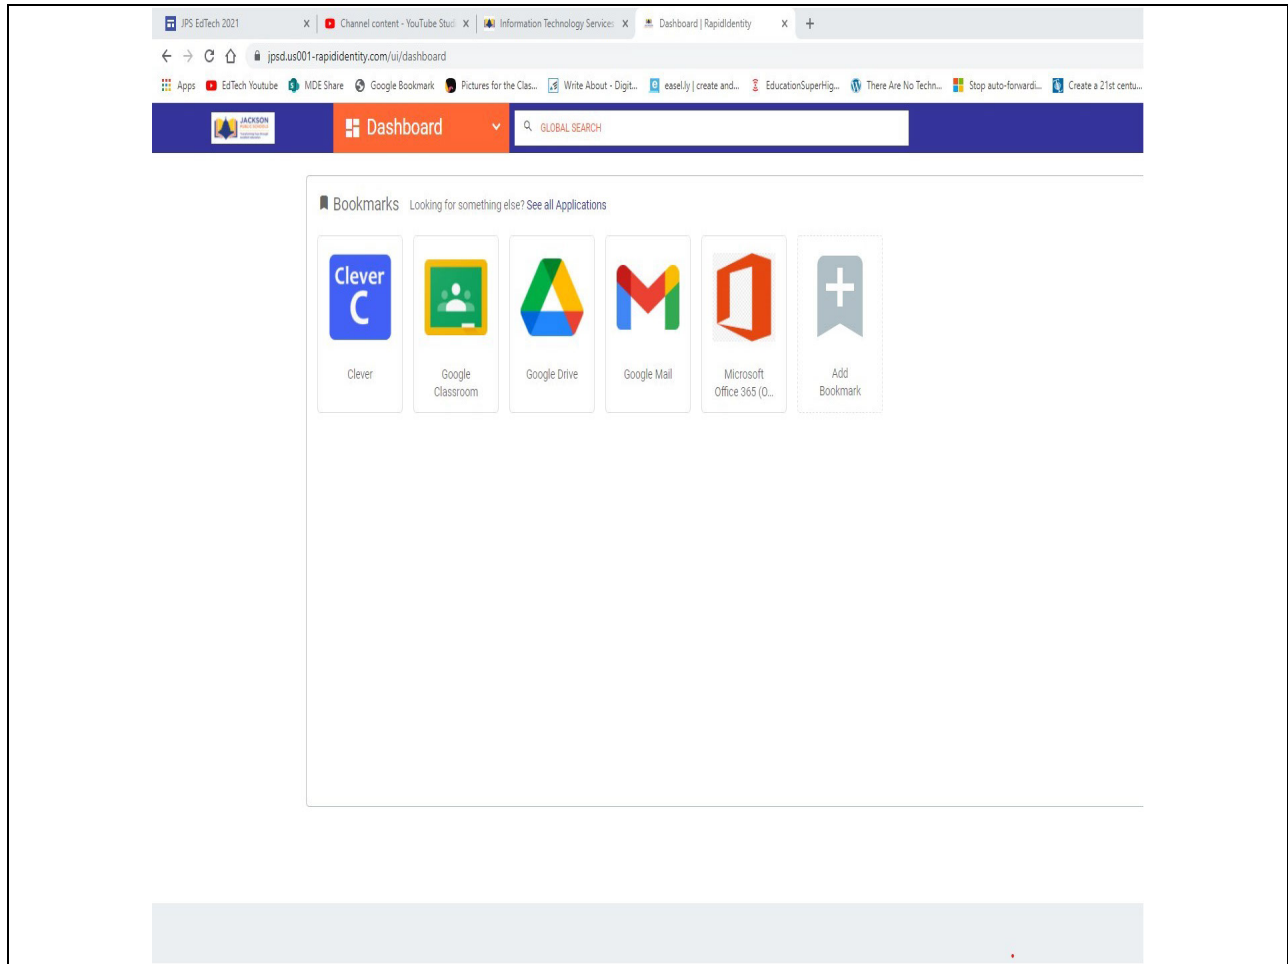 JPS EdTech 2021
Channel content - YouTube Studi
Information Technology Services
Dashboard | RapidIdentity
jpsd.us001-rapididentity.com/ui/dashboard
Apps EdTech Youtube MDE Share Google Bookmark Pictures for the Clas... Write About - Digit... easel.ly | create and... EducationSuperHig... There Are No Techn... Stop auto-forwardi... Create a 21st centu...
JACKSON
PUBLIC SCHOOLS
Dashboard
GLOBAL SEARCH
Bookmarks Looking for something else? See all Applications
Clever
C
Clever
Google
Classroom
Google Drive
Google Mail
Microsoft
Office 365 (O...
Add
Bookmark